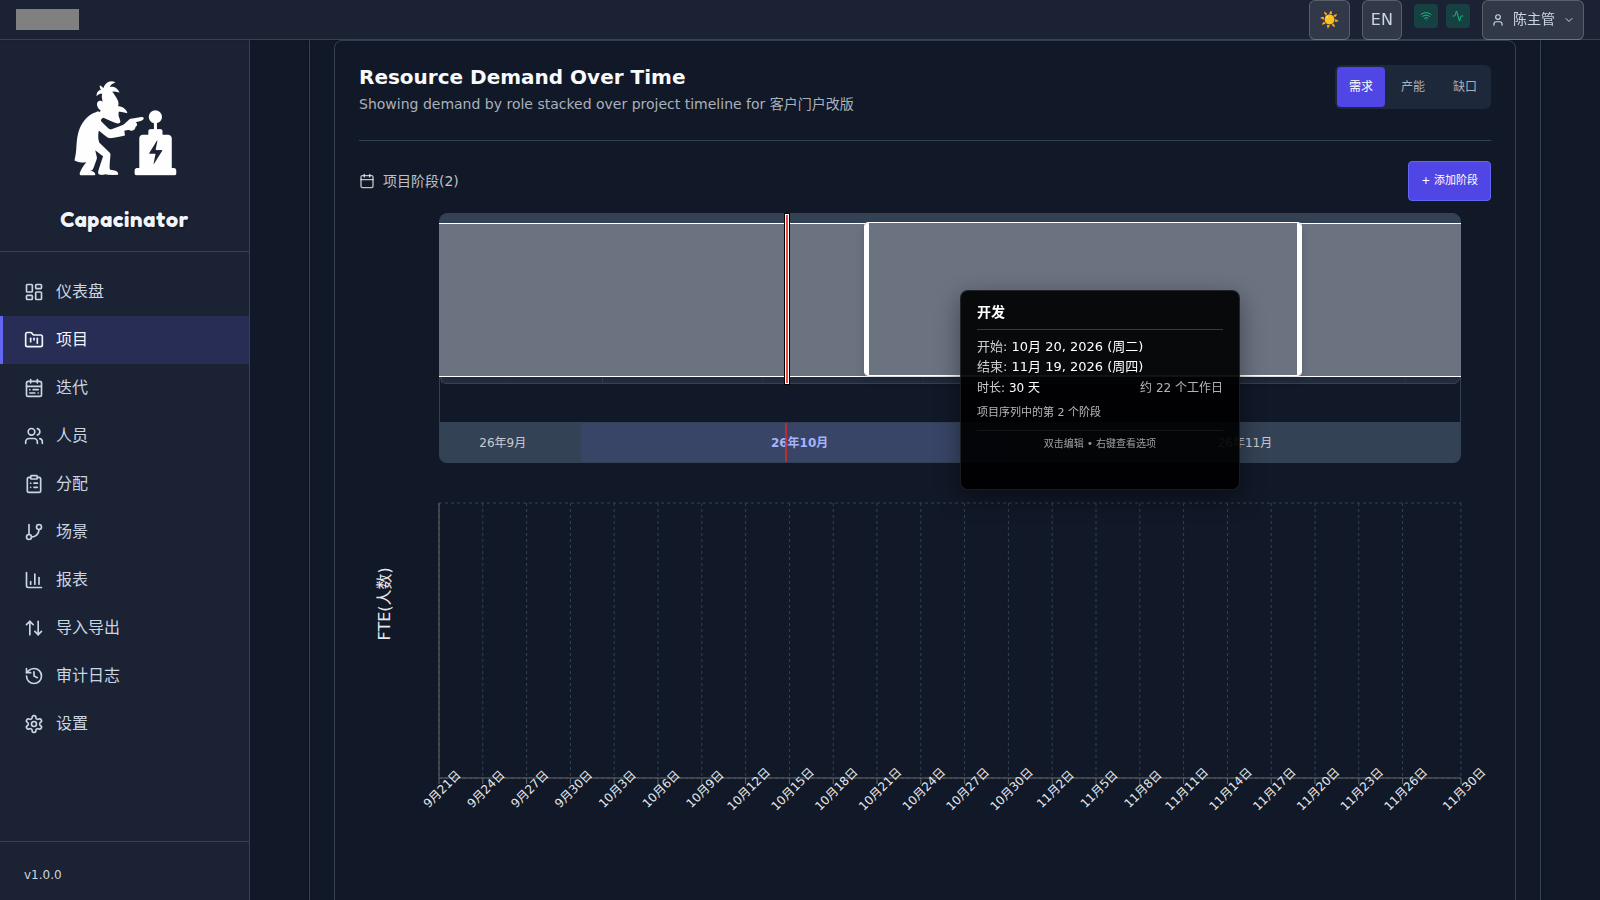 EN
陈主管
Capacinator
仪表盘
项目
迭代
人员
分配
场景
报表
导入导出
审计日志
设置
v1.0.0
Resource Demand Over Time
Showing demand by role stacked over project timeline for 客户门户改版
需求
产能
缺口
项目阶段(2)
+ 添加阶段
开发
开始: 10月 20, 2026 (周二)
结束: 11月 19, 2026 (周四)
时长: 30 天
约 22 个工作日
项目序列中的第 2 个阶段
双击编辑 • 右键查看选项
26年9月
26年10月
26年11月
FTE(人数)
9月21日
9月24日
9月27日
9月30日
10月3日
10月6日
10月9日
10月12日
10月15日
10月18日
10月21日
10月24日
10月27日
10月30日
11月2日
11月5日
11月8日
11月11日
11月14日
11月17日
11月20日
11月23日
11月26日
11月30日